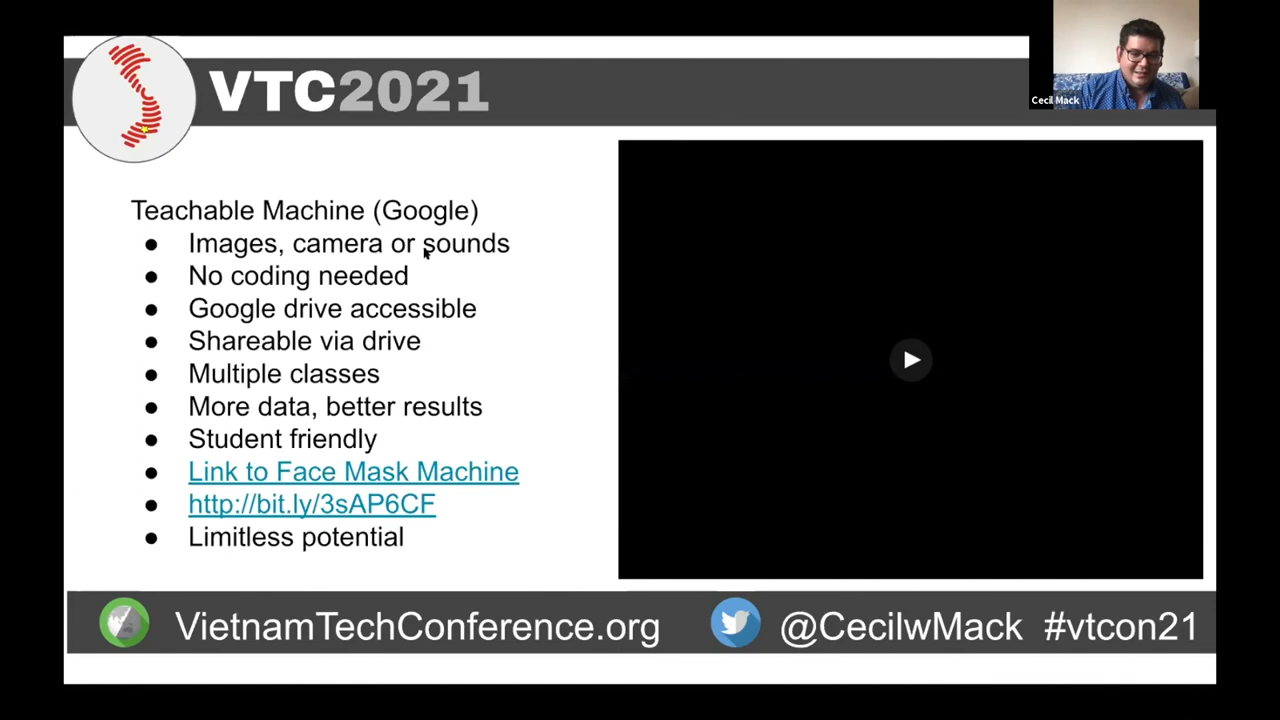 VTC2021
Cecil Mack
Teachable Machine (Google)
● Images, camera or sounds
● No coding needed
● Google drive accessible
● Shareable via drive
● Multiple classes
● More data, better results
● Student friendly
● Link to Face Mask Machine
● http://bit.ly/3sAP6CF
● Limitless potential
VietnamTechConference.org @CecilwMack #vtcon21